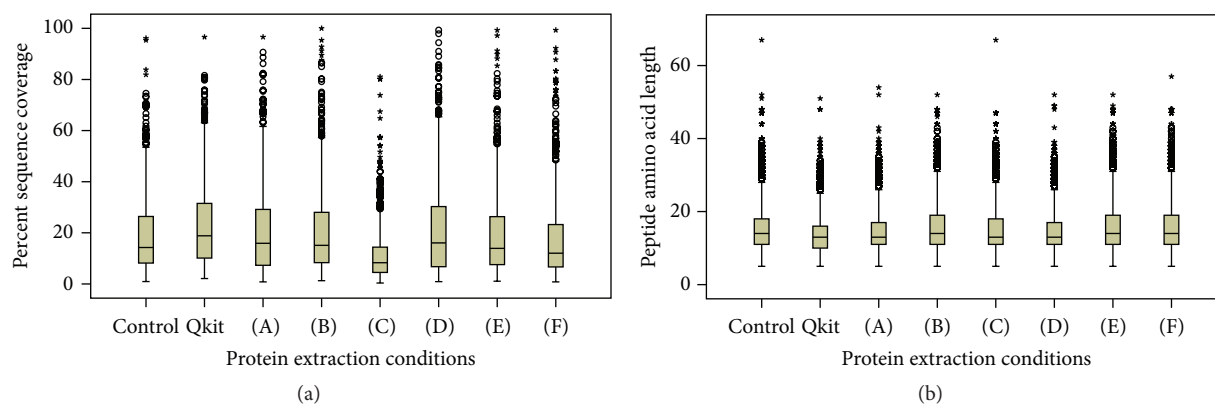 Percent sequence coverage
100
80
60
40
20
0
Control Qkit (A) (B) (C) (D) (E) (F)
Protein extraction conditions
(a)
Peptide amino acid length
60
40
20
0
Control Qkit (A) (B) (C) (D) (E) (F)
Protein extraction conditions
(b)